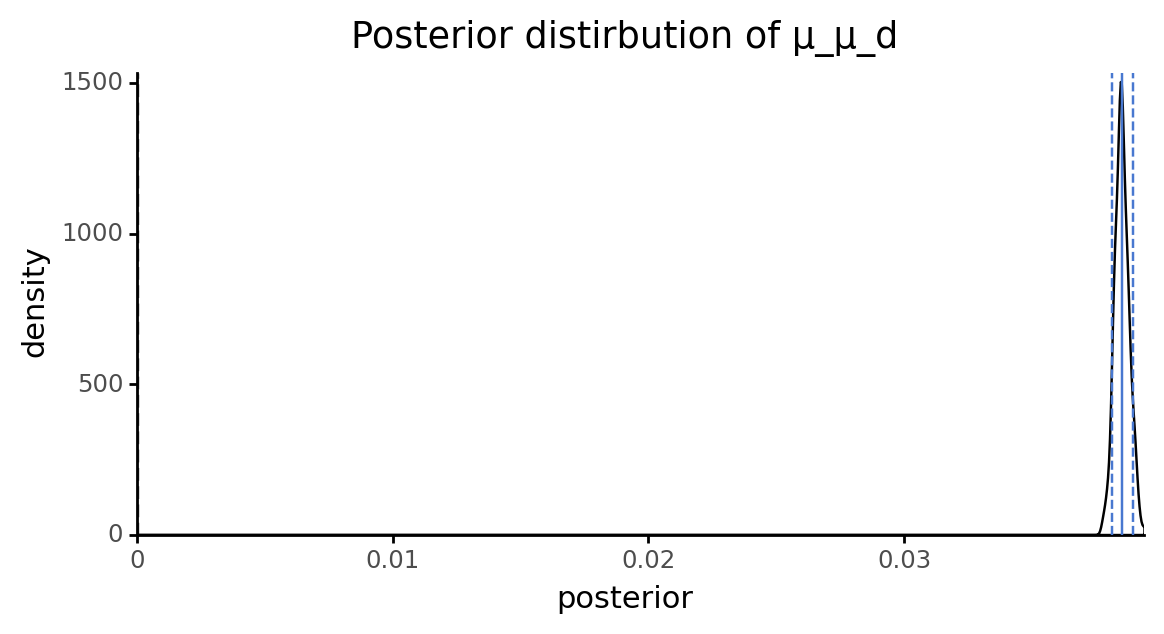 Posterior distirbution of μ_μ_d
1500
1000
500
0
density
0
0.01
0.02
0.03
posterior